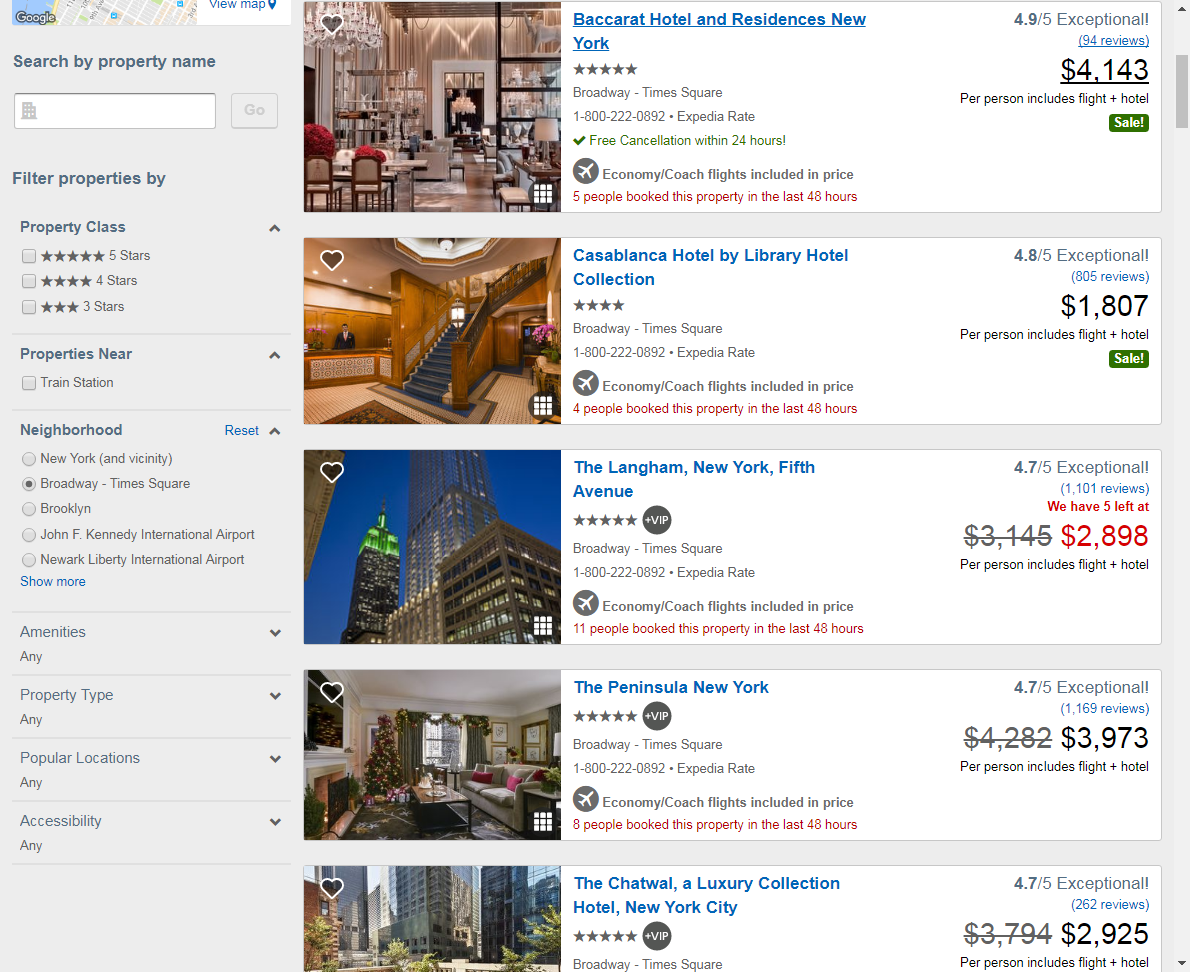 Google
View map
Search by property name
Go
Filter properties by
Property Class
★★★★★ 5 Stars
★★★★ 4 Stars
★★★ 3 Stars
Properties Near
Train Station
Neighborhood
Reset
New York (and vicinity)
Broadway - Times Square
Brooklyn
John F. Kennedy International Airport
Newark Liberty International Airport
Show more
Amenities
Any
Property Type
Any
Popular Locations
Any
Accessibility
Any
Baccarat Hotel and Residences New
York
★★★★★
Broadway - Times Square
1-800-222-0892 • Expedia Rate
Free Cancellation within 24 hours!
Economy/Coach flights included in price
5 people booked this property in the last 48 hours
4.9/5 Exceptional!
(94 reviews)
$4,143
Per person includes flight + hotel
Sale!
Casablanca Hotel by Library Hotel
Collection
★★★★
Broadway - Times Square
1-800-222-0892 • Expedia Rate
Economy/Coach flights included in price
4 people booked this property in the last 48 hours
4.8/5 Exceptional!
(805 reviews)
$1,807
Per person includes flight + hotel
Sale!
The Langham, New York, Fifth
Avenue
★★★★★ +VIP
Broadway - Times Square
1-800-222-0892 • Expedia Rate
Economy/Coach flights included in price
11 people booked this property in the last 48 hours
4.7/5 Exceptional!
(1,101 reviews)
We have 5 left at
$3,145 $2,898
Per person includes flight + hotel
The Peninsula New York
★★★★★ +VIP
Broadway - Times Square
1-800-222-0892 • Expedia Rate
Economy/Coach flights included in price
8 people booked this property in the last 48 hours
4.7/5 Exceptional!
(1,169 reviews)
$4,282 $3,973
Per person includes flight + hotel
The Chatwal, a Luxury Collection
Hotel, New York City
★★★★★ +VIP
Broadway - Times Square
4.7/5 Exceptional!
(262 reviews)
$3,794 $2,925
Per person includes flight + hotel